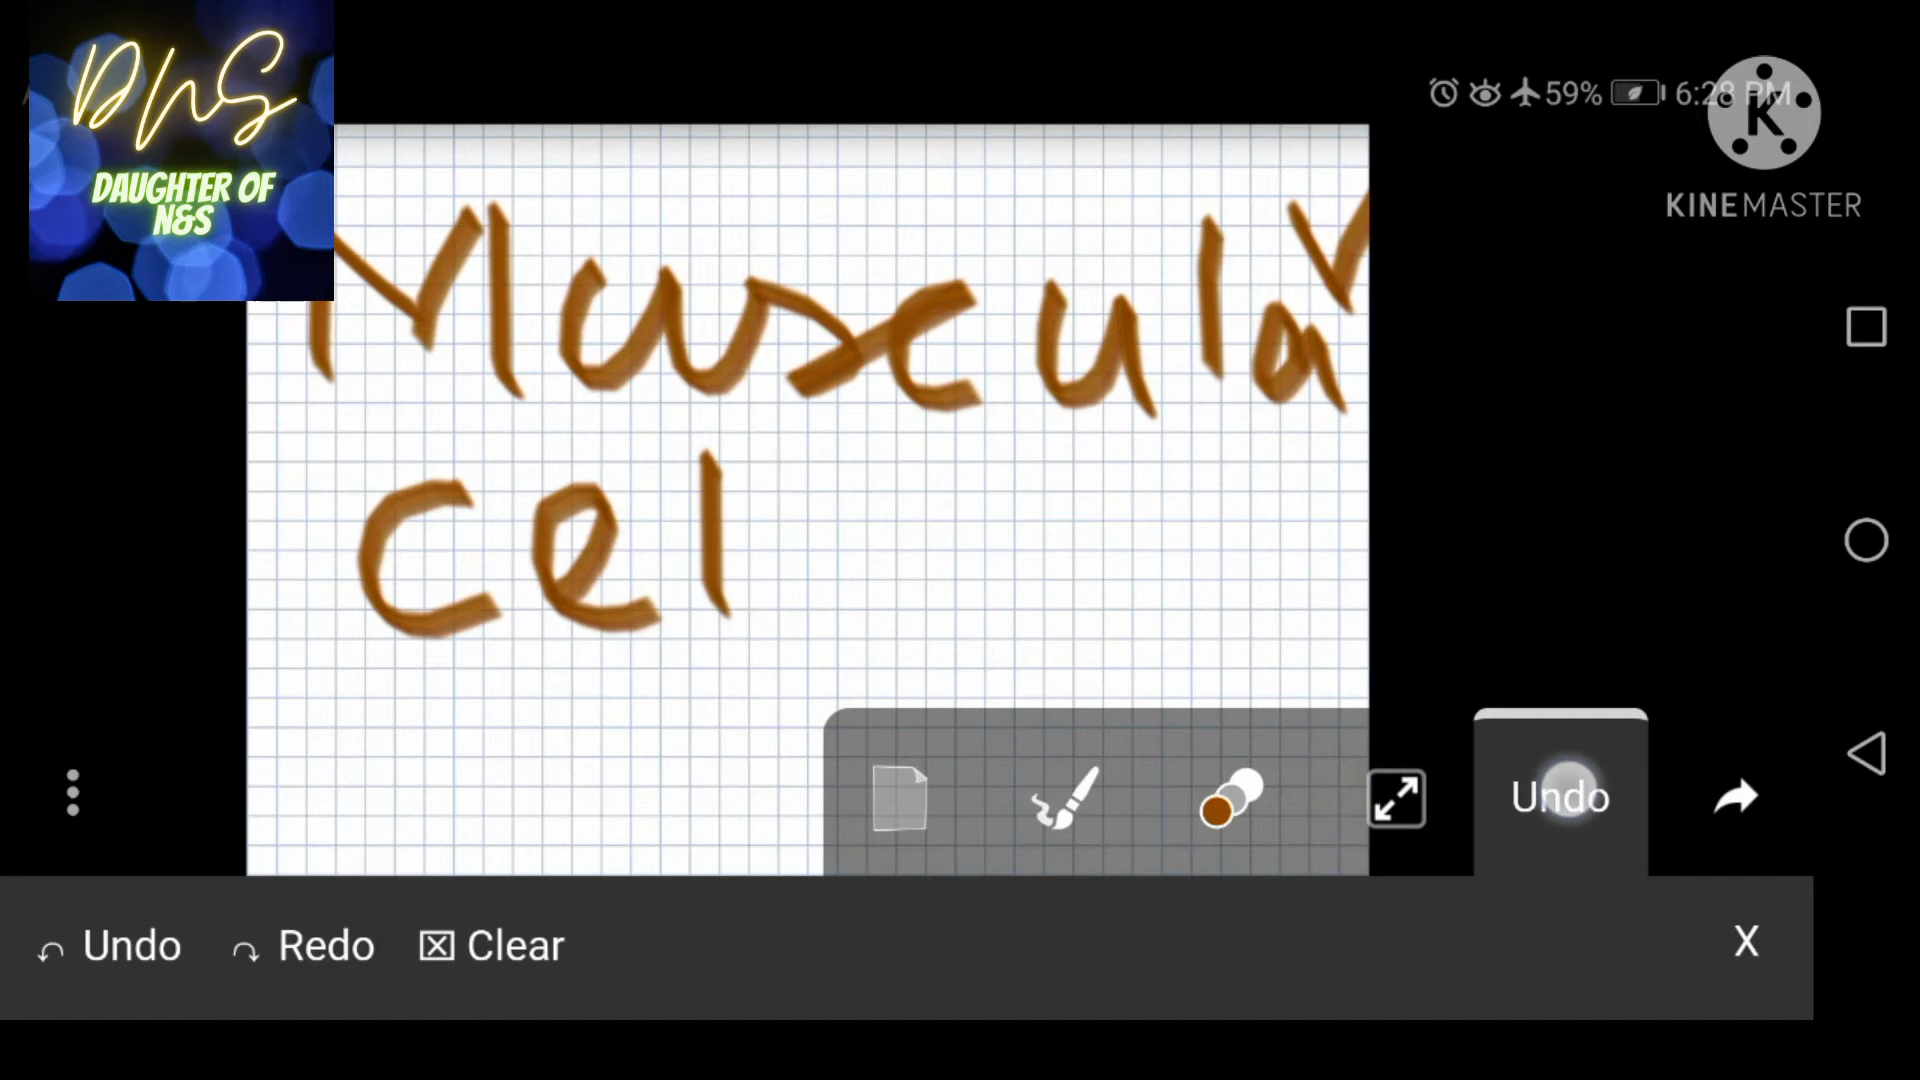 DNS
DAUGHTER OF
N&S
59% 6:28 PM
K
KINEMASTER
Muscular
cel
Undo
Undo Redo Clear X